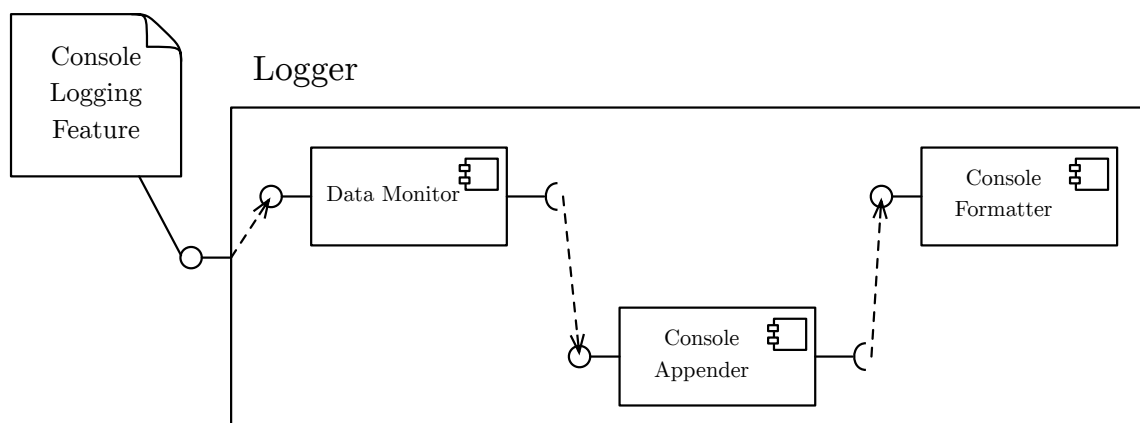 Console
Logging
Feature
Logger
Data Monitor
Console
Formatter
Console
Appender